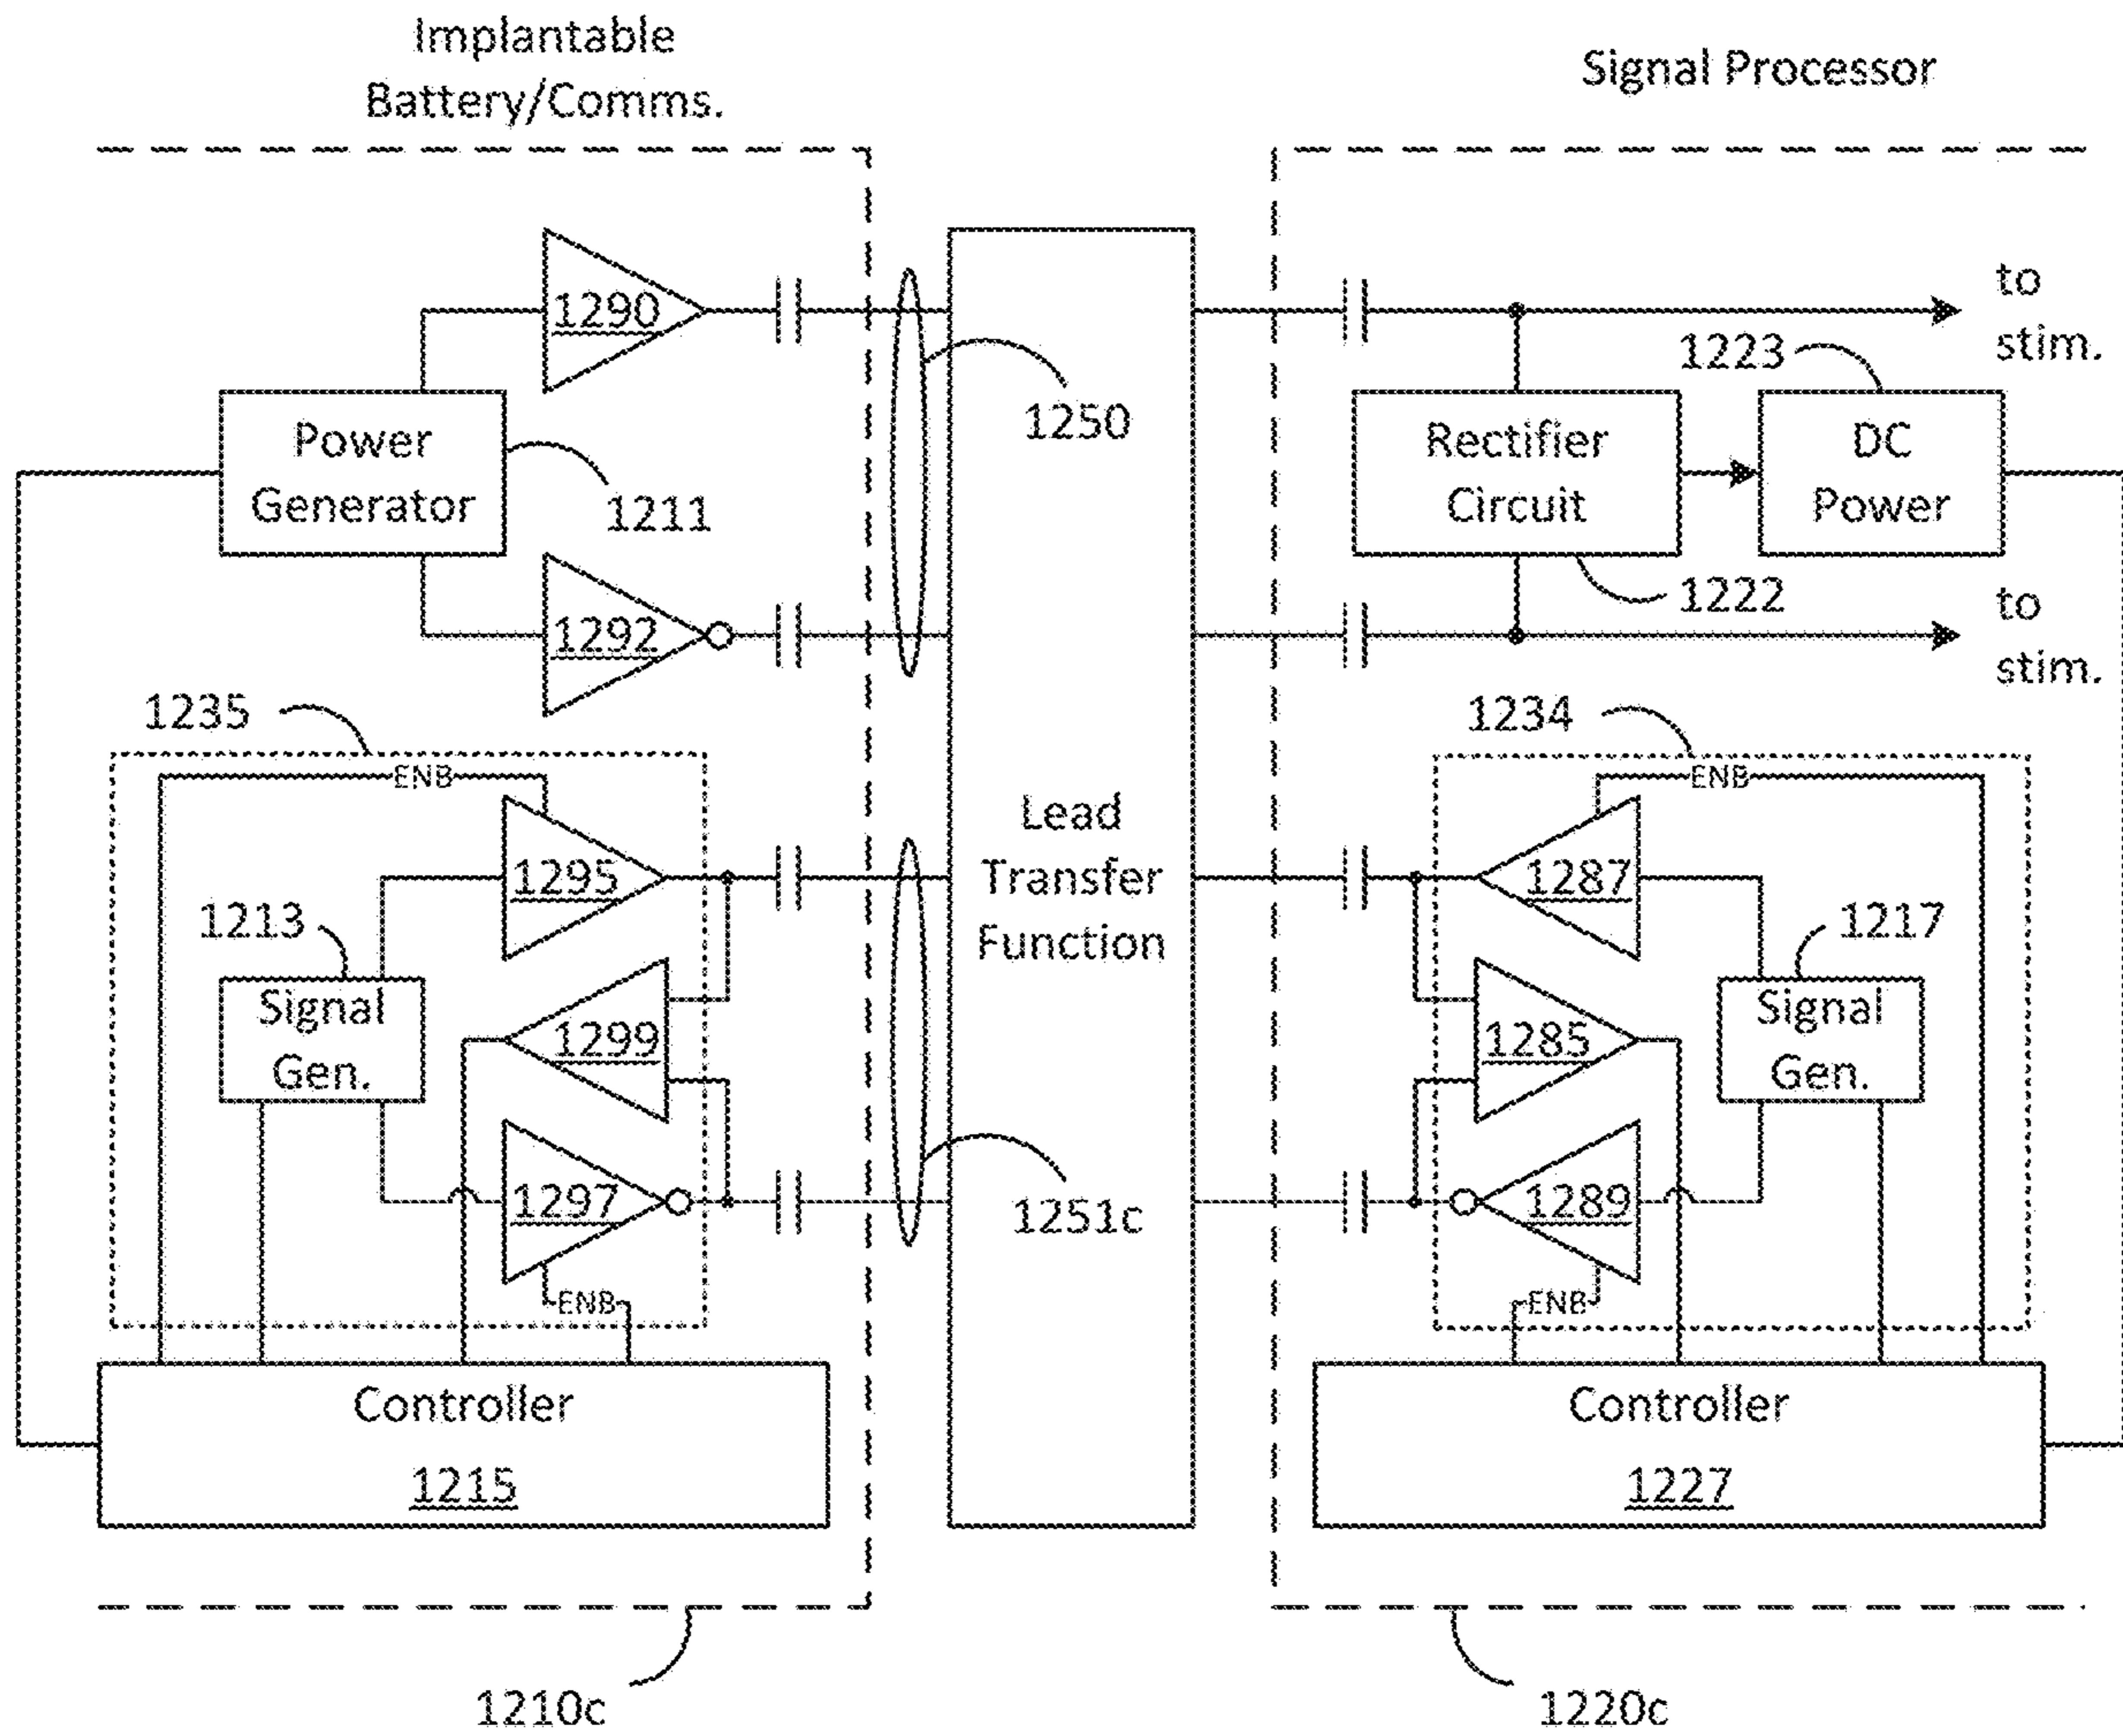 Implantable
Battery/Comms.
Signal Processor
1290
to
stim.
1223
1250
Power
Generator
1211
Rectifier
Circuit
DC
Power
1222
1292
to
stim.
1235
1234
ENB
ENB
Lead
Transfer
Function
1295
1287
1213
1217
Signal
Gen.
1299
1285
Signal
Gen.
1297
1289
1251c
ENB
ENB
Controller
1215
Controller
1227
1210c
1220c